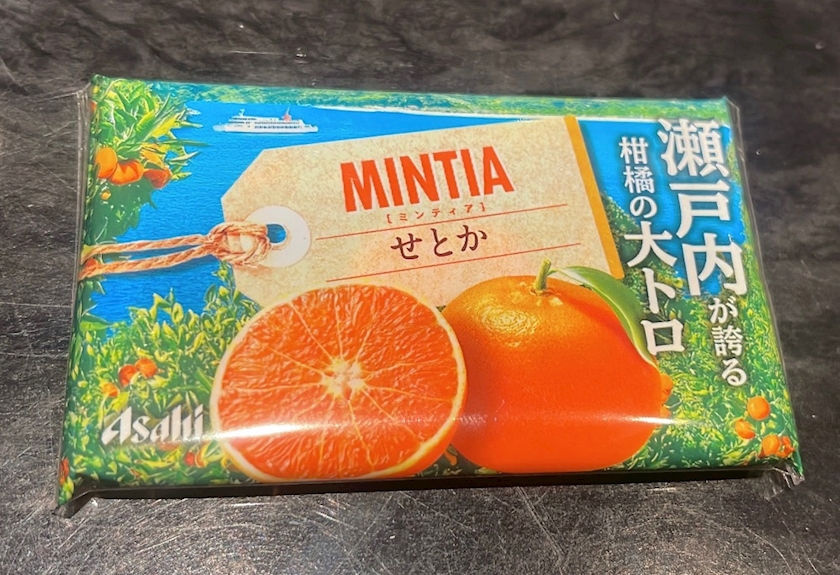 MINTIA
[ミンティア]
せとか
瀬戸内が誇る
柑橘の大トロ
Asahi